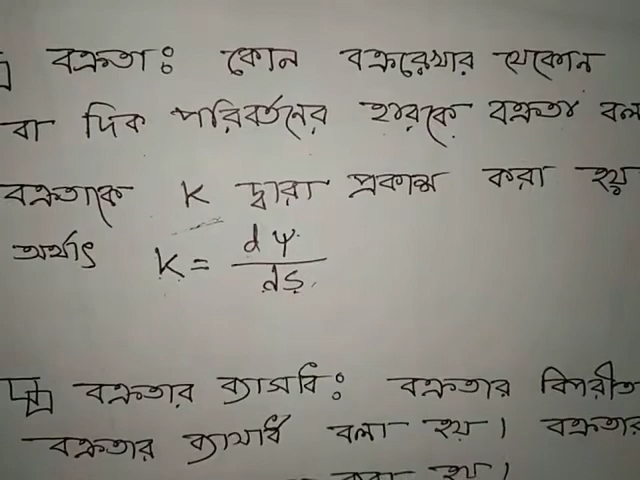 বক্রতা: কোন বক্ররেখার যেকোন
বা দিক পরিবর্তনের হারকে বক্রতা বল
বক্রতাকে K দ্বারা প্রকাশ করা হয়
অর্থাৎ K = dψ/ds
বক্রতার ব্যাসার্ধ: বক্রতার বিপরীত
বক্রতার ব্যাসার্ধ বলা হয়। বক্রতার
করা হয়।